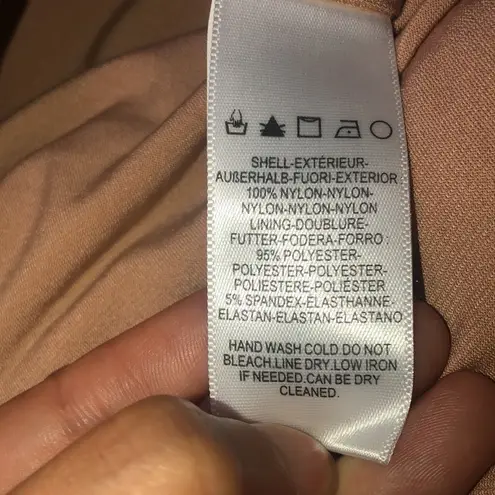 SHELL-EXTÉRIEUR-
AUßERHALB-FUORI-EXTERIOR
100% NYLON-NYLON-
NYLON-NYLON-NYLON
LINING-DOUBLURE-
FUTTER-FODERA-FORRO :
95% POLYESTER-
POLYESTER-POLYESTER-
POLIESTERE-POLIÉSTER
5% SPANDEX-ÉLASTHANNE-
ELASTAN-ELASTAN-ELASTANO
HAND WASH COLD.DO NOT
BLEACH.LINE DRY.LOW IRON
IF NEEDED.CAN BE DRY
CLEANED.